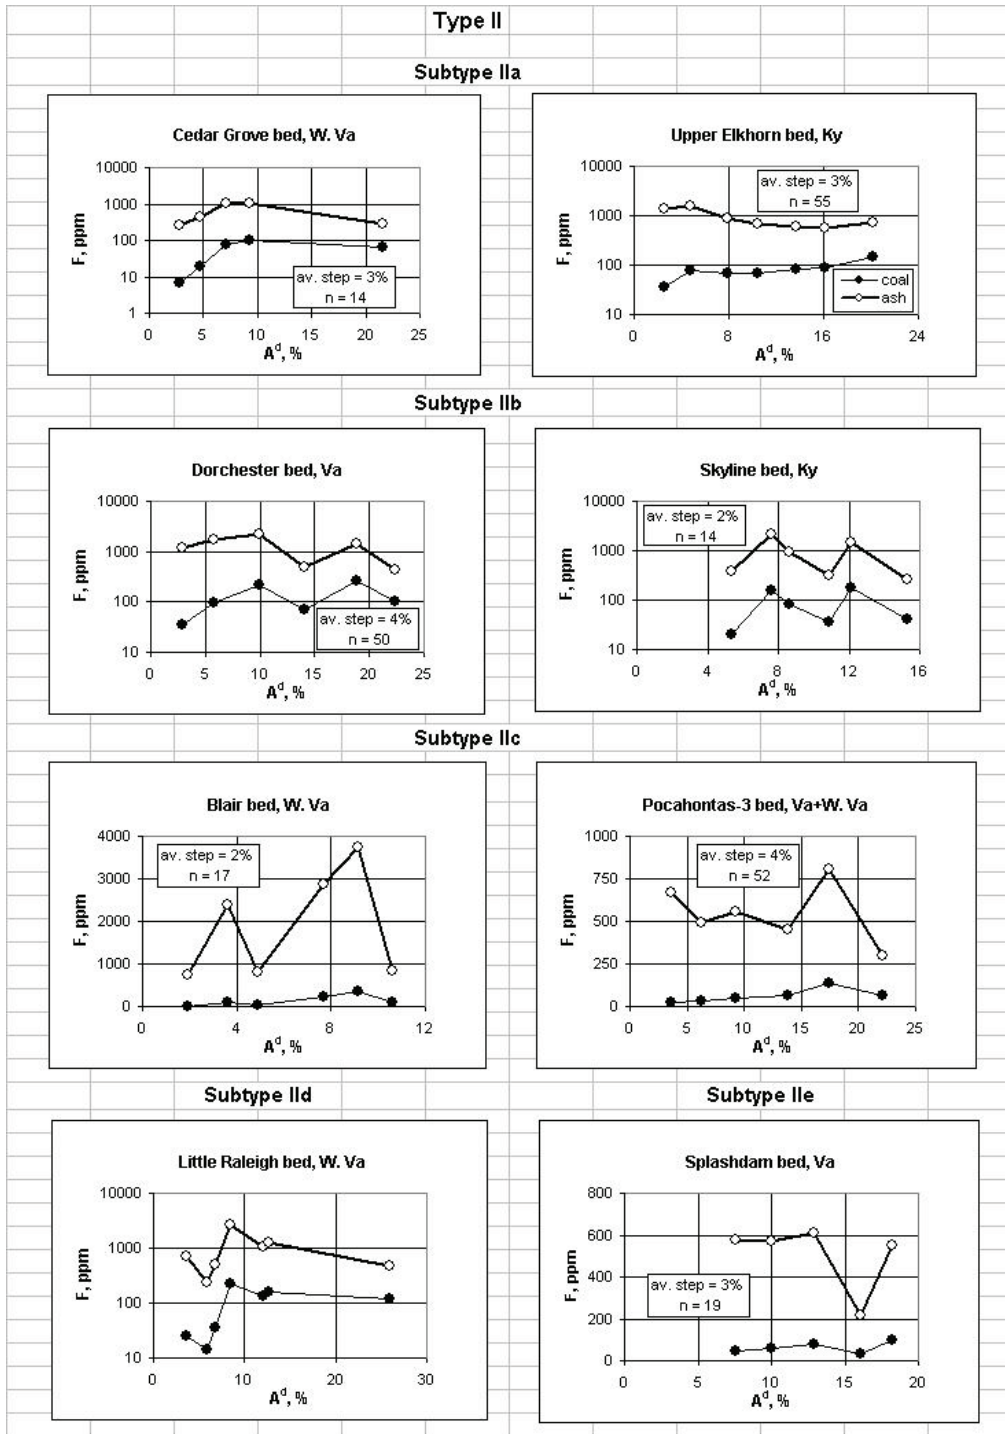 Type II
Subtype IIa
Cedar Grove bed, W. Va
10000
1000
100
10
1
F, ppm
av. step = 3%
n = 14
0 5 10 15 20 25
Aᵈ, %
Upper Elkhorn bed, Ky
10000
1000
100
10
F, ppm
av. step = 3%
n = 55
coal
ash
0 8 16 24
Aᵈ, %
Subtype IIb
Dorchester bed, Va
10000
1000
100
10
F, ppm
av. step = 4%
n = 50
0 5 10 15 20 25
Aᵈ, %
Skyline bed, Ky
10000
1000
100
10
F, ppm
av. step = 2%
n = 14
0 4 8 12 16
Aᵈ, %
Subtype IIc
Blair bed, W. Va
4000
3000
2000
1000
0
F, ppm
av. step = 2%
n = 17
0 4 8 12
Aᵈ, %
Pocahontas-3 bed, Va+W. Va
1000
750
500
250
0
F, ppm
av. step = 4%
n = 52
0 5 10 15 20 25
Aᵈ, %
Subtype IId
Little Raleigh bed, W. Va
10000
1000
100
10
F, ppm
0 10 20 30
Aᵈ, %
Subtype IIe
Splashdam bed, Va
800
600
400
200
0
F, ppm
av. step = 3%
n = 19
0 5 10 15 20
Aᵈ, %